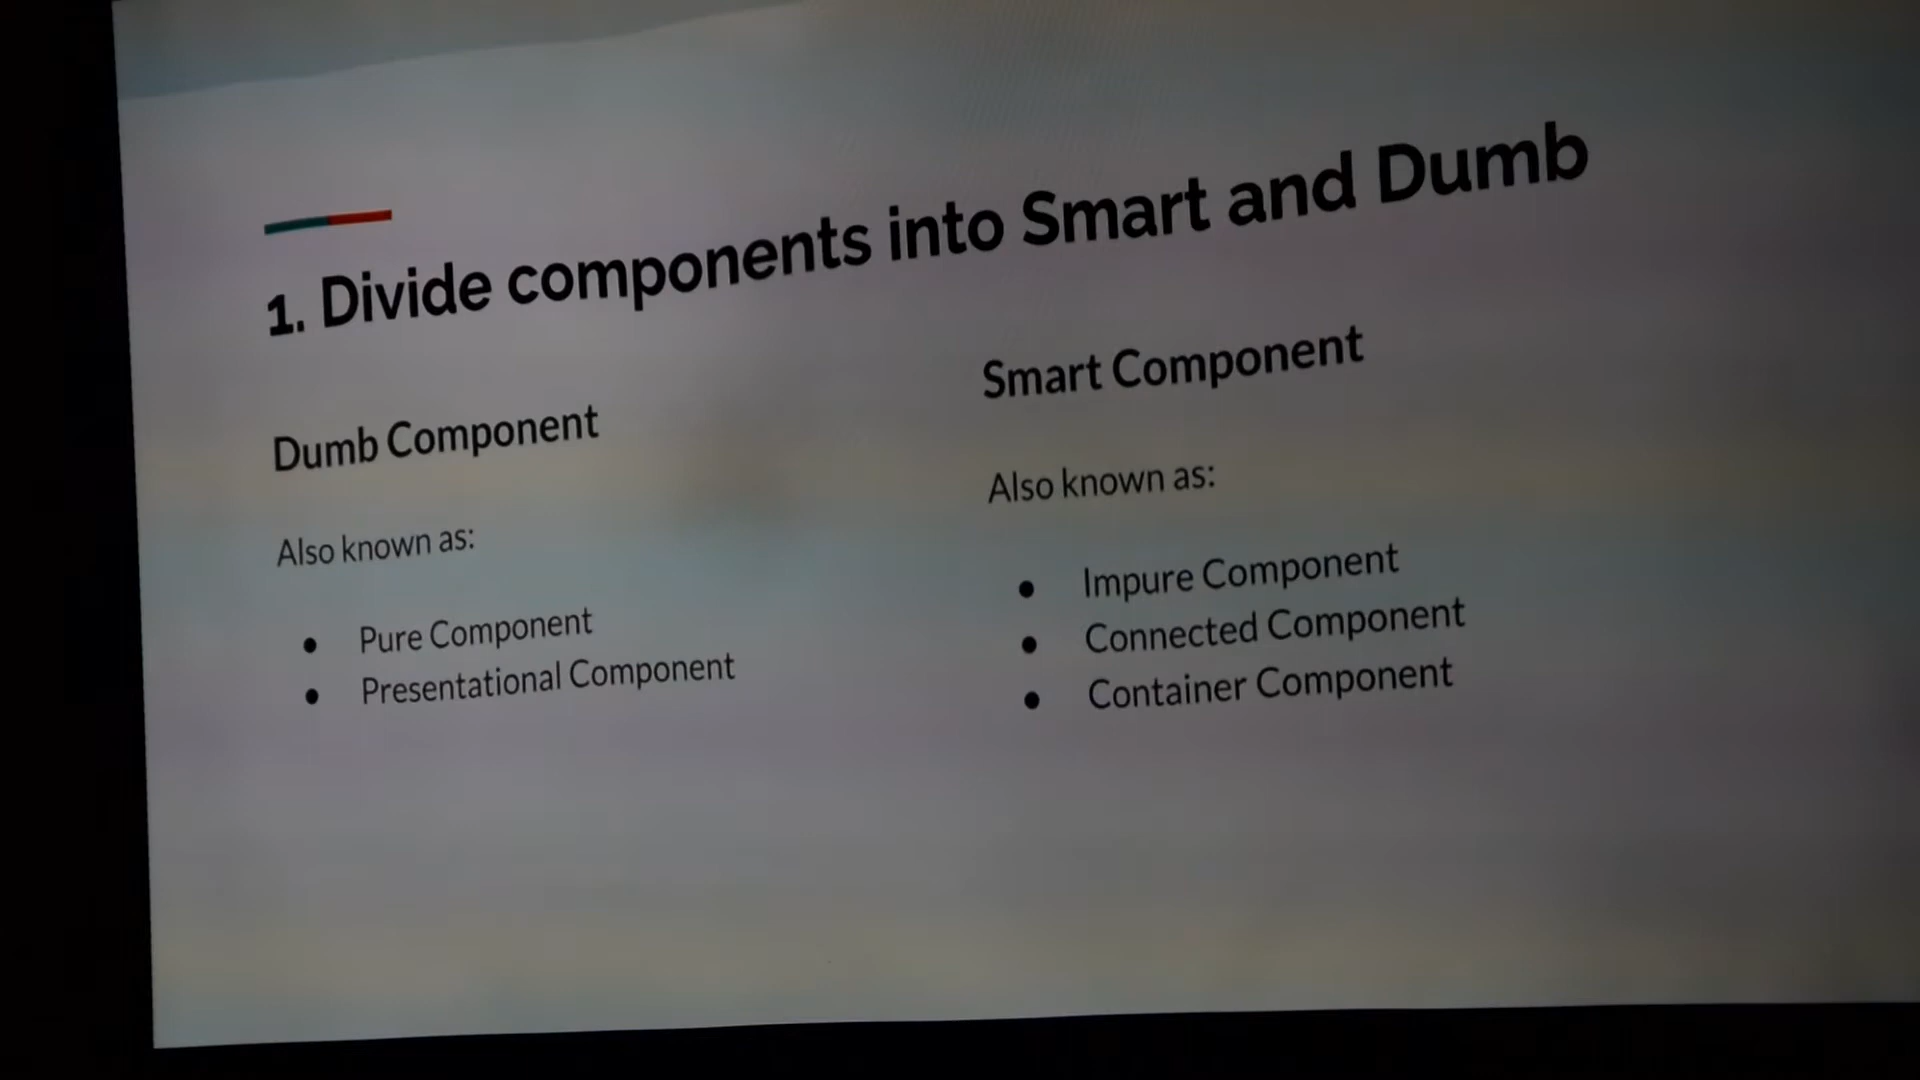 1. Divide components into Smart and Dumb
Dumb Component
Also known as:
● Pure Component
● Presentational Component
Smart Component
Also known as:
● Impure Component
● Connected Component
● Container Component